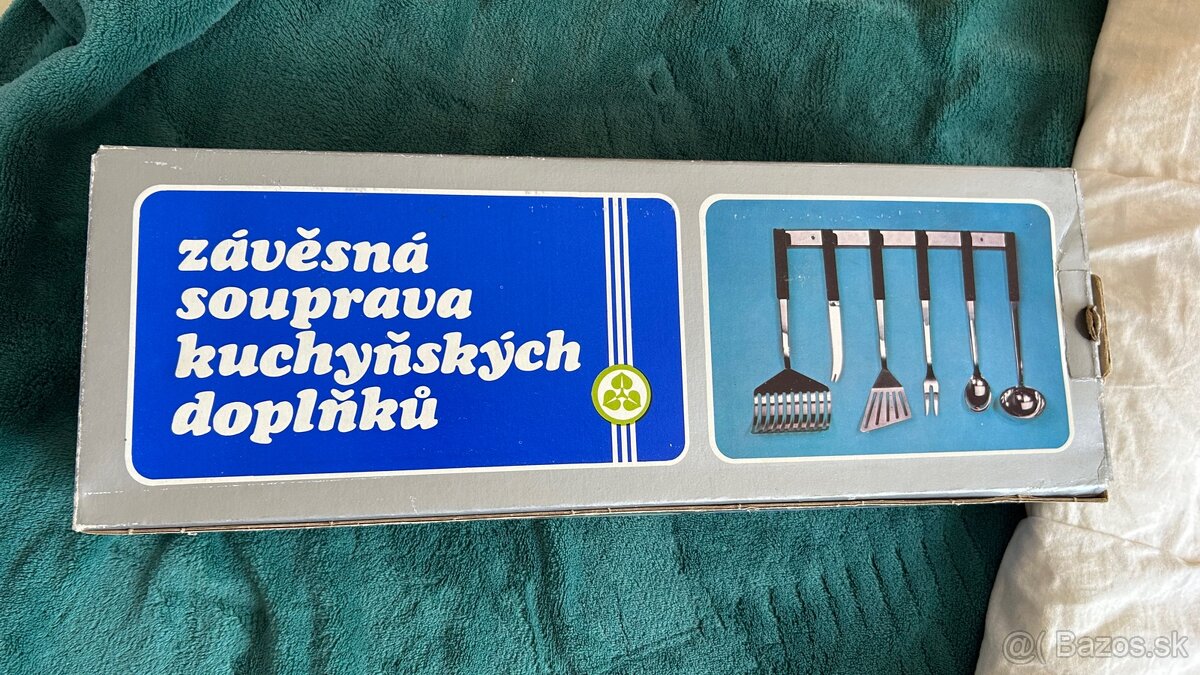 závěsná
souprava
kuchyňských
doplňků
@( Bazos.sk